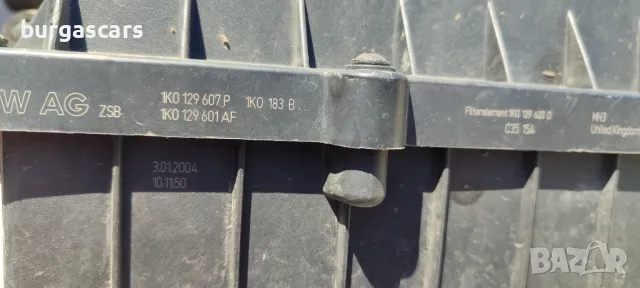 burgascars
W AG ZSB 1K0 129 607 P 1K0 183 B.
1K0 129 601 AF
Filterelement 1K0 129 620 D
C35 154
MH3
United Kingdom
3.01.2004
10:11:50
BAZAR
bg